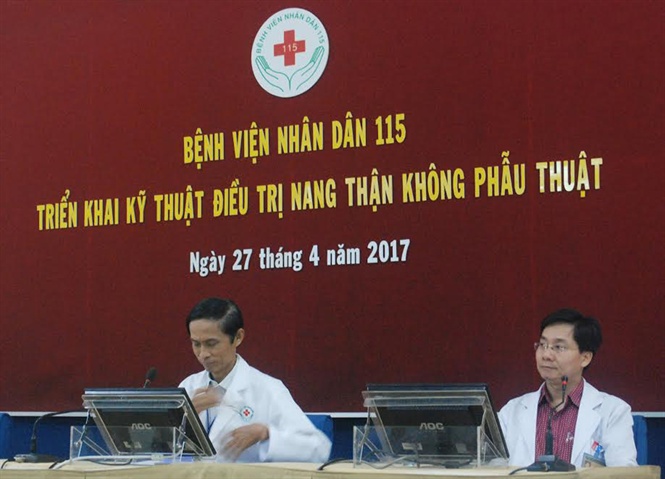 BỆNH VIỆN NHÂN DÂN 115
115
BỆNH VIỆN NHÂN DÂN 115
TRIỂN KHAI KỸ THUẬT ĐIỀU TRỊ NANG THẬN KHÔNG PHẪU THUẬT
Ngày 27 tháng 4 năm 2017
AOC
AOC